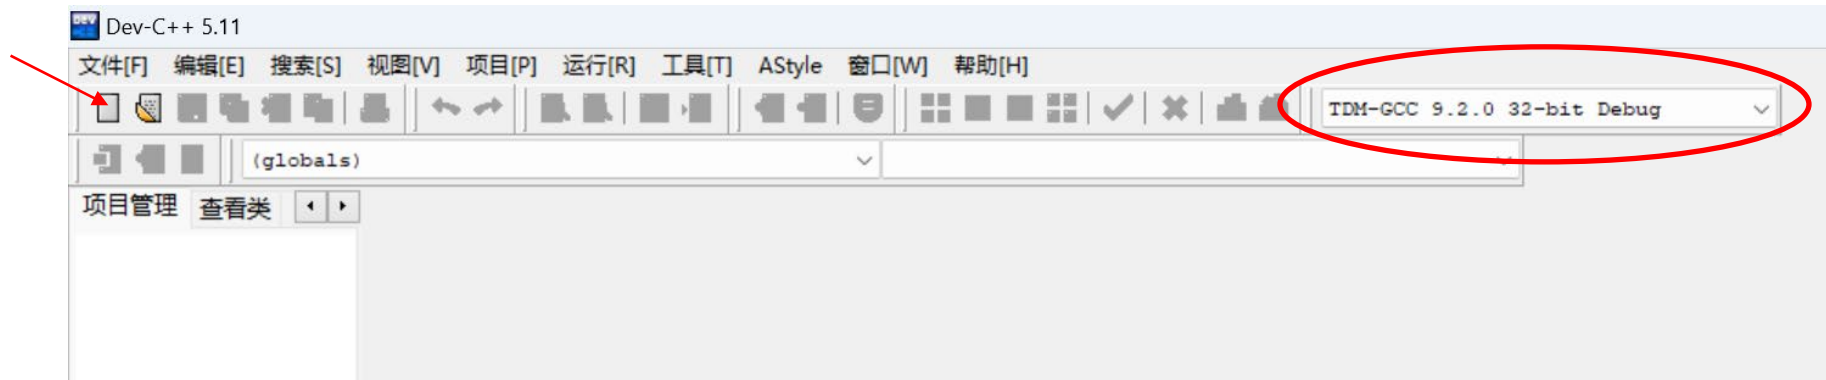 Dev-C++ 5.11
文件[F] 编辑[E] 搜索[S] 视图[V] 项目[P] 运行[R] 工具[T] AStyle 窗口[W] 帮助[H]
TDM-GCC 9.2.0 32-bit Debug
(globals)
项目管理 查看类